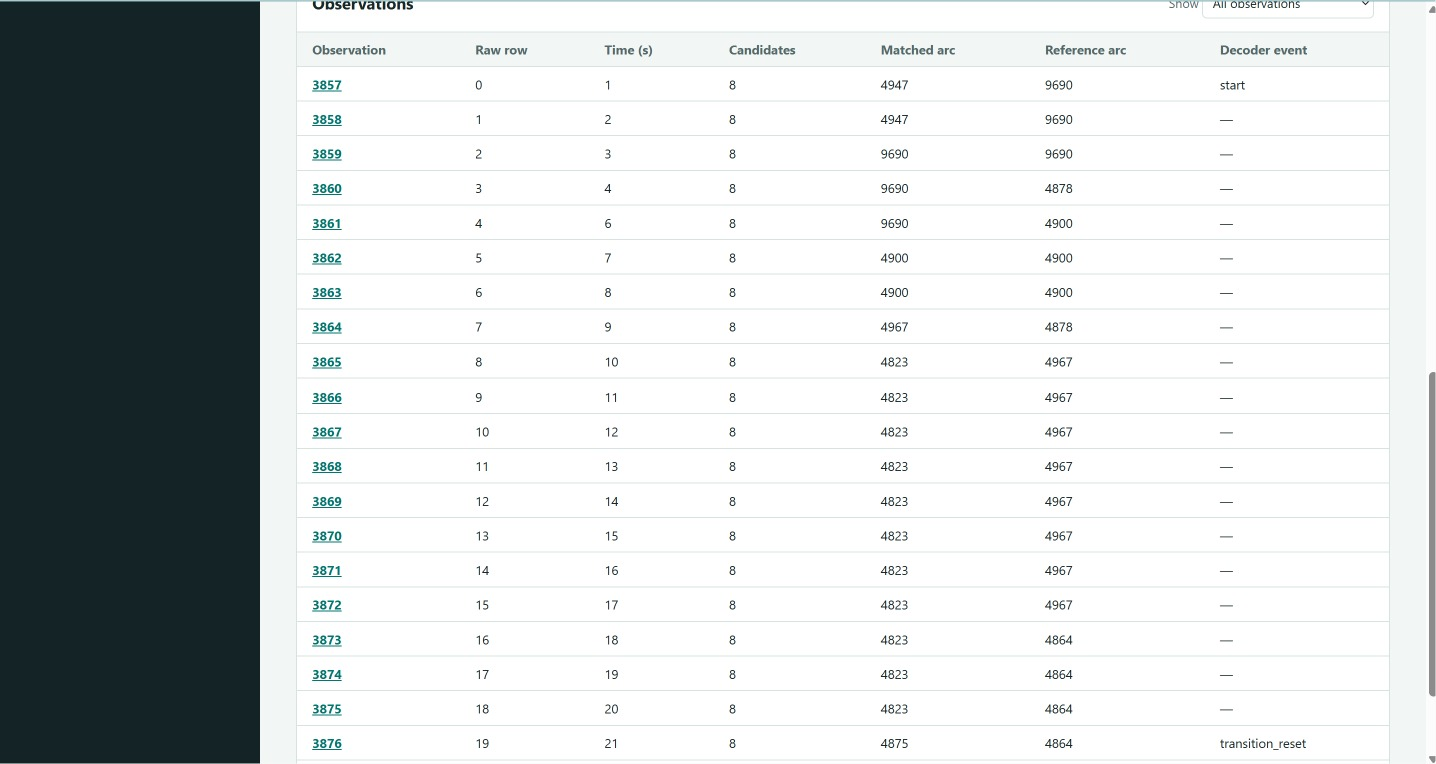 Observations Show All observations
Observation Raw row Time (s) Candidates Matched arc Reference arc Decoder event
3857 0 1 8 4947 9690 start
3858 1 2 8 4947 9690 —
3859 2 3 8 9690 9690 —
3860 3 4 8 9690 4878 —
3861 4 6 8 9690 4900 —
3862 5 7 8 4900 4900 —
3863 6 8 8 4900 4900 —
3864 7 9 8 4967 4878 —
3865 8 10 8 4823 4967 —
3866 9 11 8 4823 4967 —
3867 10 12 8 4823 4967 —
3868 11 13 8 4823 4967 —
3869 12 14 8 4823 4967 —
3870 13 15 8 4823 4967 —
3871 14 16 8 4823 4967 —
3872 15 17 8 4823 4967 —
3873 16 18 8 4823 4864 —
3874 17 19 8 4823 4864 —
3875 18 20 8 4823 4864 —
3876 19 21 8 4875 4864 transition_reset